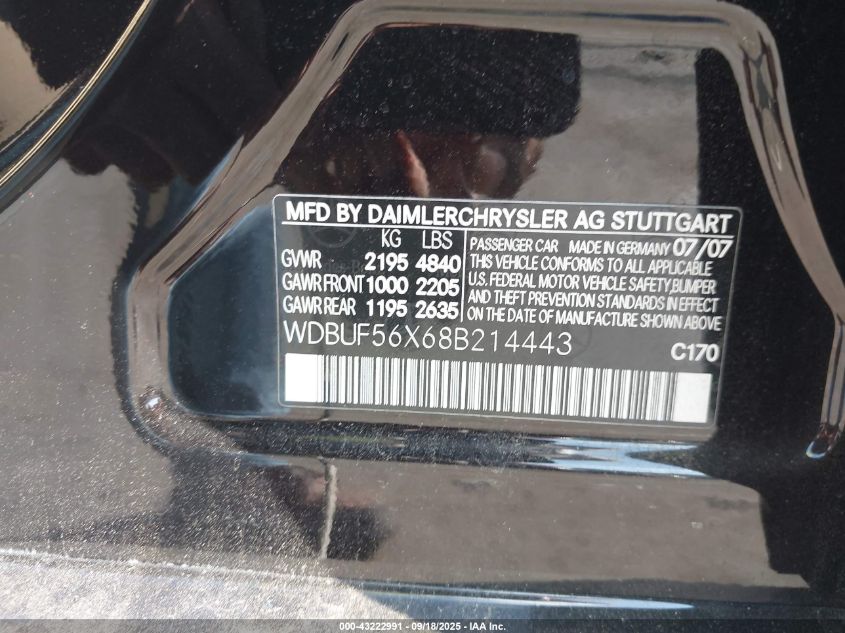 MFD BY DAIMLERCHRYSLER AG STUTTGART
KG LBS
GVWR 2195 4840
GAWR FRONT 1000 2205
GAWR REAR 1195 2635
PASSENGER CAR MADE IN GERMANY 07/07
THIS VEHICLE CONFORMS TO ALL APPLICABLE
U.S. FEDERAL MOTOR VEHICLE SAFETY,BUMPER
AND THEFT PREVENTION STANDARDS IN EFFECT
ON THE DATE OF MANUFACTURE SHOWN ABOVE
WDBUF56X68B214443
C170
000-43222991 - 09/18/2025 - IAA Inc.